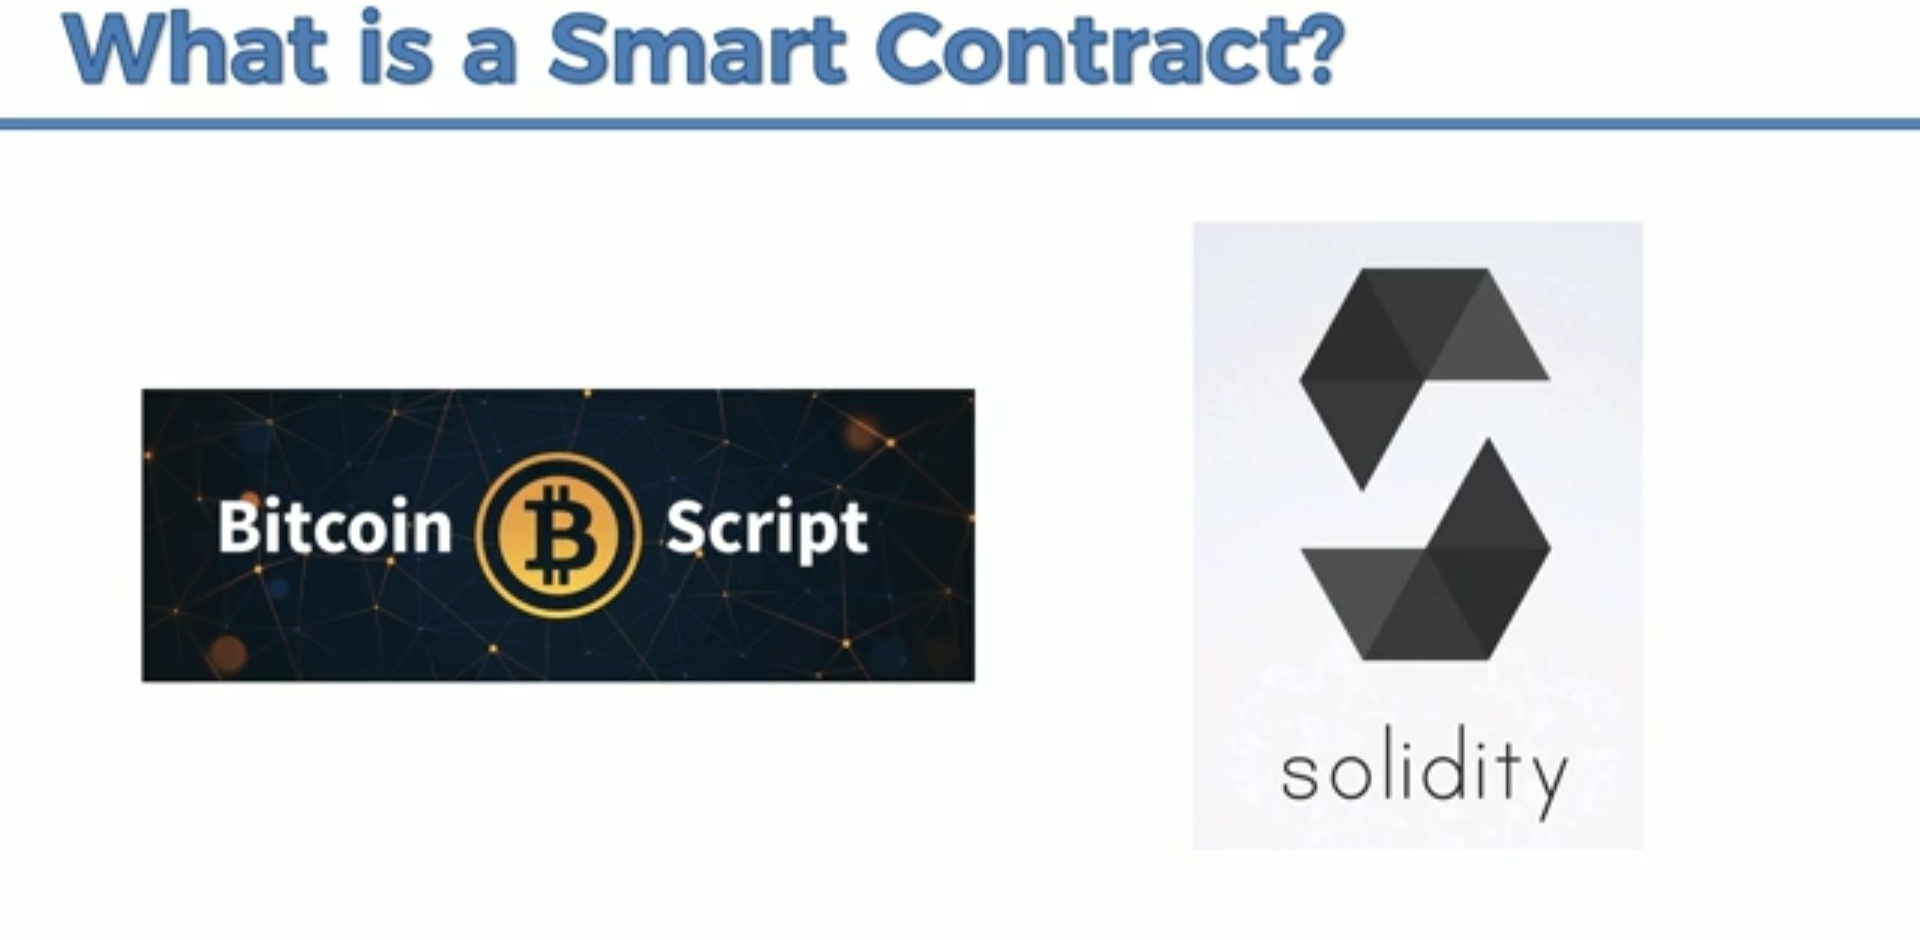 What is a Smart Contract?
Bitcoin Script
solidity